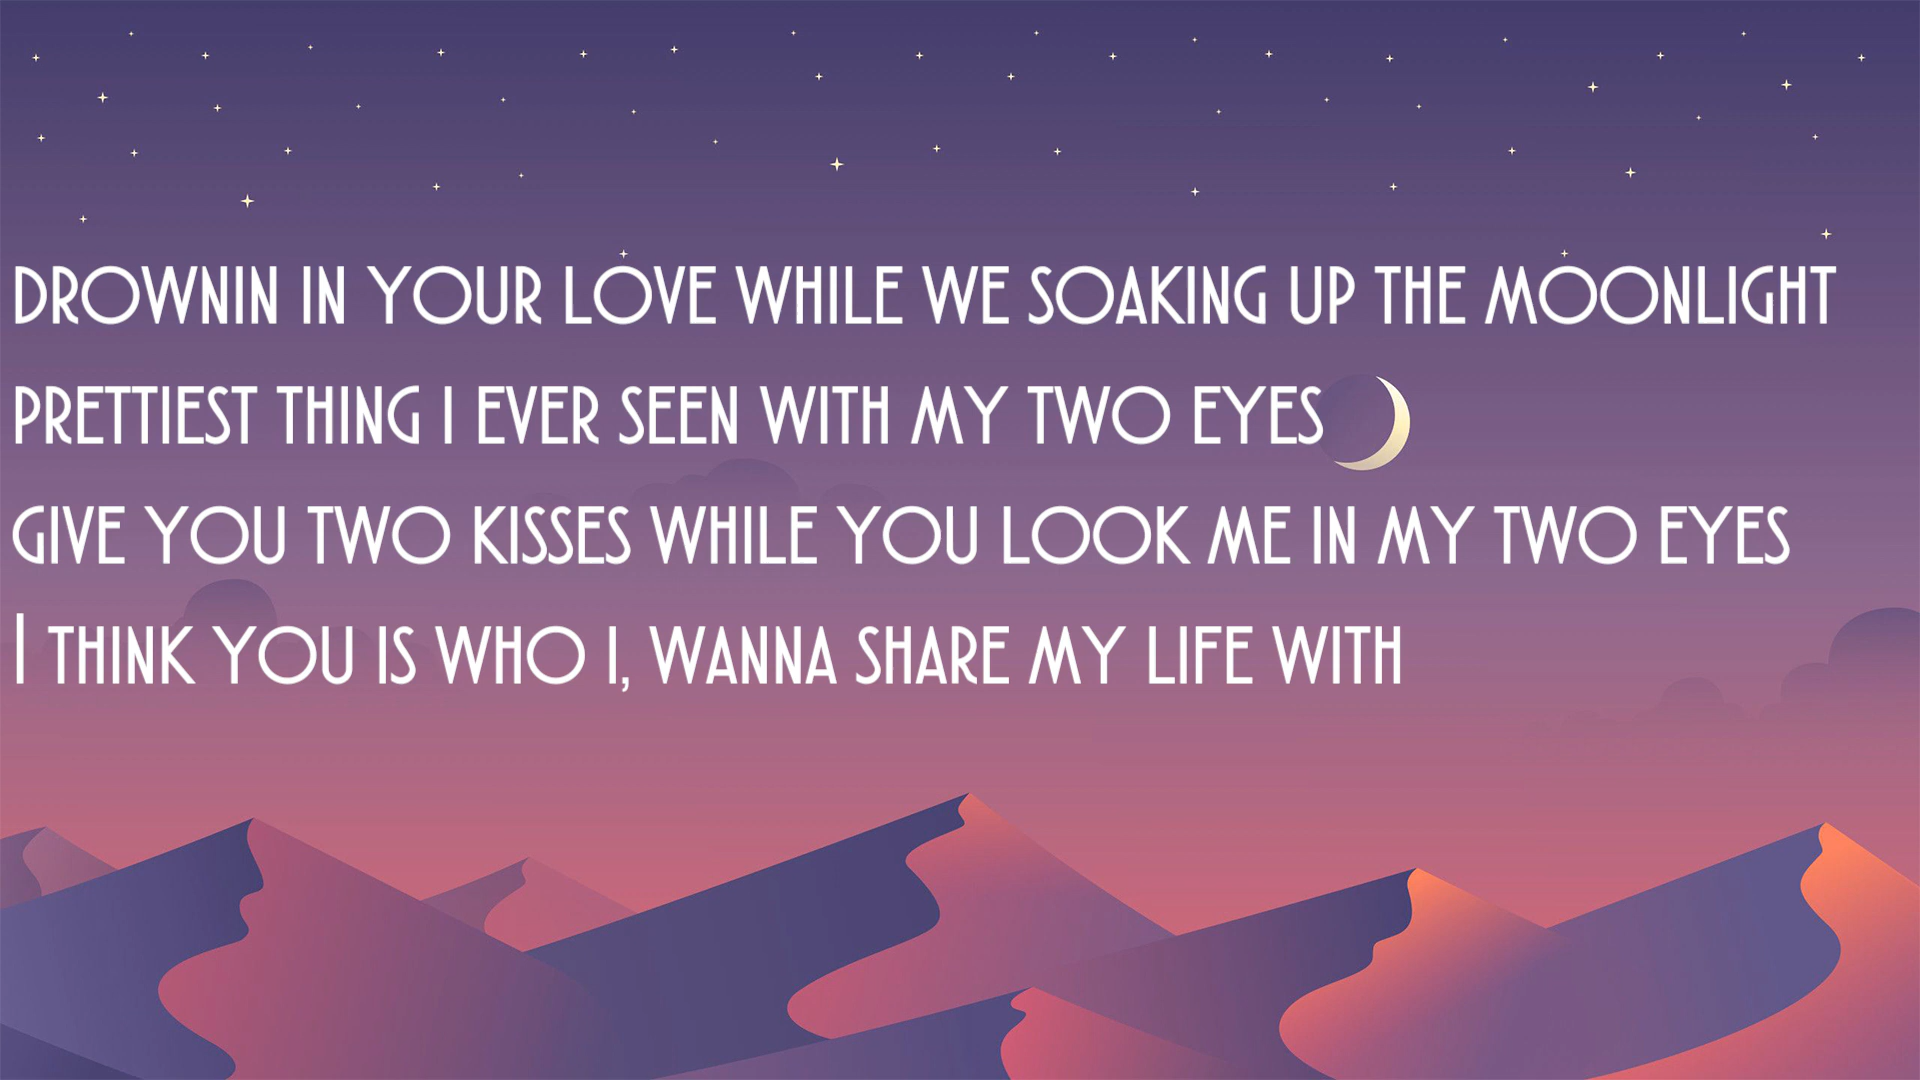 DROWNIN IN YOUR LOVE WHILE WE SOAKING UP THE MOONLIGHT
PRETTIEST THING I EVER SEEN WITH MY TWO EYES
GIVE YOU TWO KISSES WHILE YOU LOOK ME IN MY TWO EYES
I THINK YOU IS WHO I, WANNA SHARE MY LIFE WITH